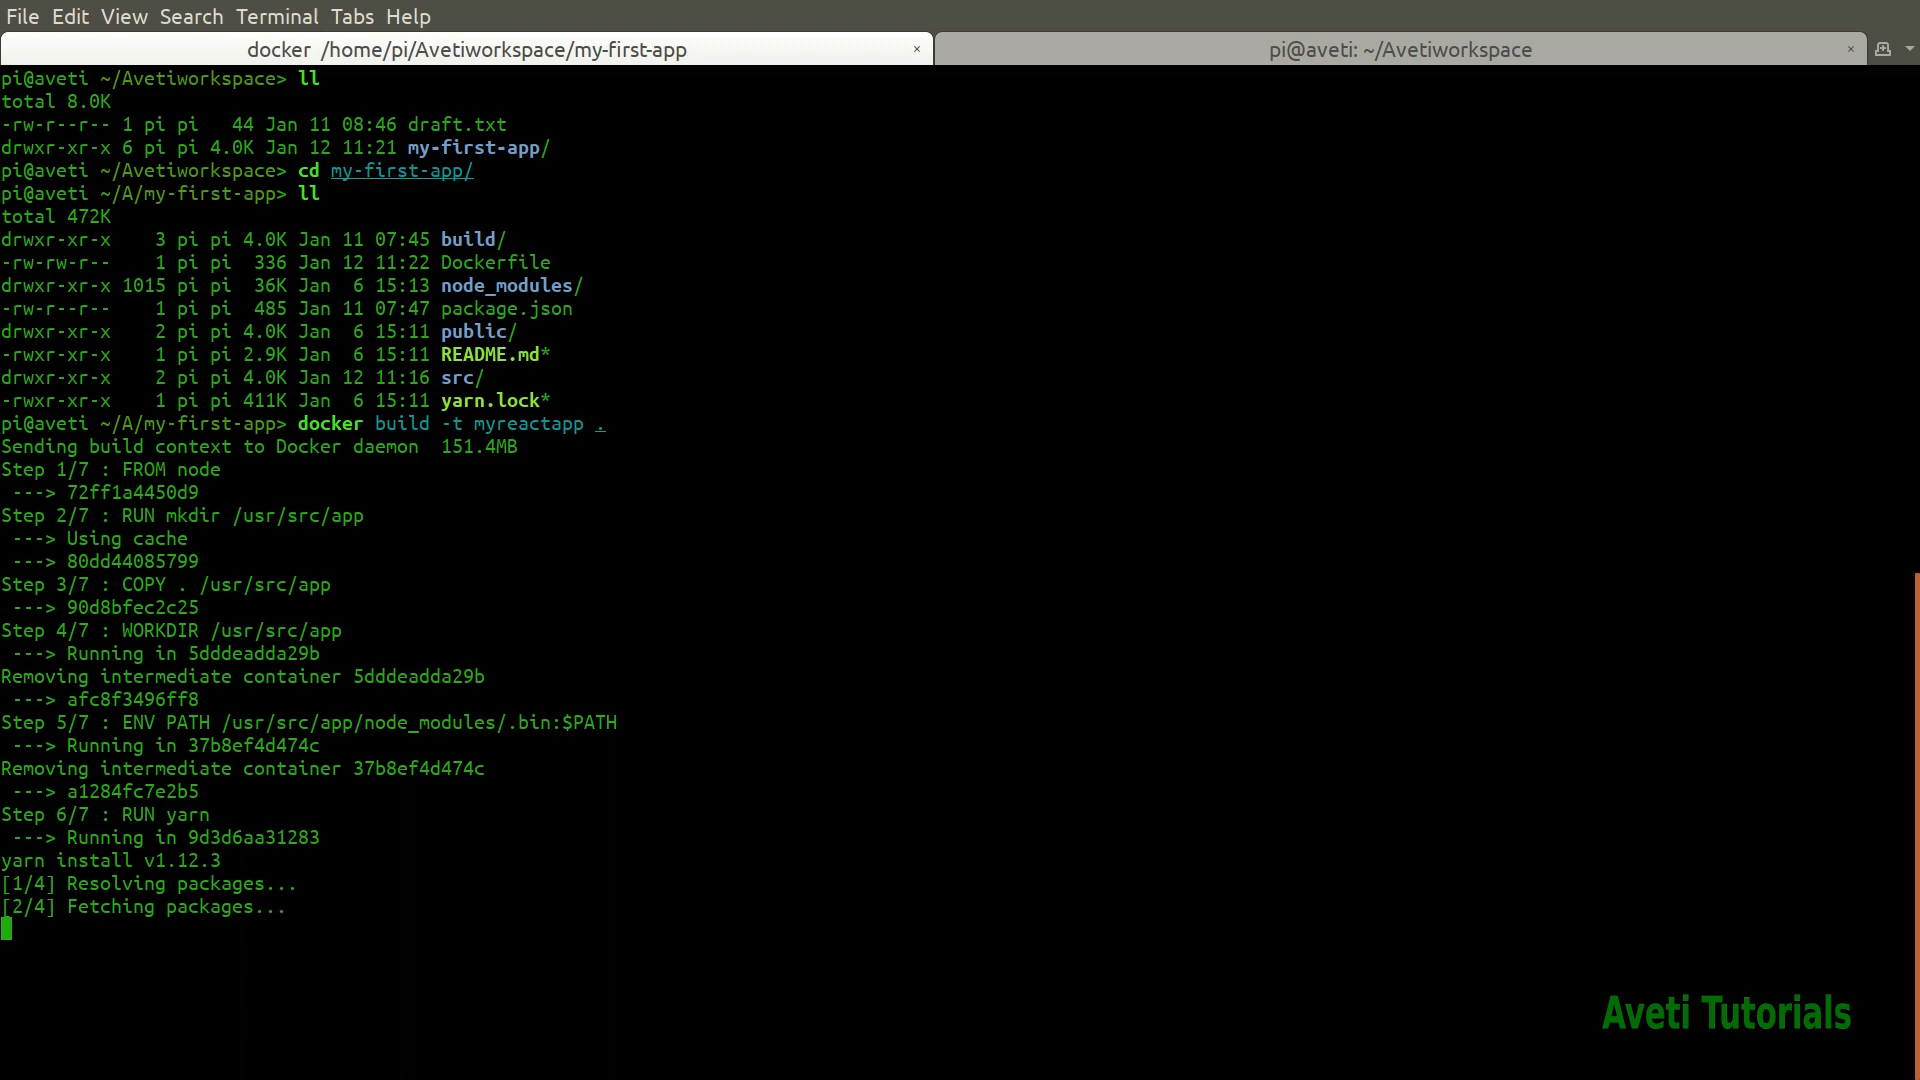 File Edit View Search Terminal Tabs Help
docker /home/pi/Avetiworkspace/my-first-app × pi@aveti: ~/Avetiworkspace ×
pi@aveti ~/Avetiworkspace> ll
total 8.0K
-rw-r--r-- 1 pi pi   44 Jan 11 08:46 draft.txt
drwxr-xr-x 6 pi pi 4.0K Jan 12 11:21 my-first-app/
pi@aveti ~/Avetiworkspace> cd my-first-app/
pi@aveti ~/A/my-first-app> ll
total 472K
drwxr-xr-x    3 pi pi 4.0K Jan 11 07:45 build/
-rw-rw-r--    1 pi pi  336 Jan 12 11:22 Dockerfile
drwxr-xr-x 1015 pi pi  36K Jan  6 15:13 node_modules/
-rw-r--r--    1 pi pi  485 Jan 11 07:47 package.json
drwxr-xr-x    2 pi pi 4.0K Jan  6 15:11 public/
-rwxr-xr-x    1 pi pi 2.9K Jan  6 15:11 README.md*
drwxr-xr-x    2 pi pi 4.0K Jan 12 11:16 src/
-rwxr-xr-x    1 pi pi 411K Jan  6 15:11 yarn.lock*
pi@aveti ~/A/my-first-app> docker build -t myreactapp .
Sending build context to Docker daemon  151.4MB
Step 1/7 : FROM node
 ---> 72ff1a4450d9
Step 2/7 : RUN mkdir /usr/src/app
 ---> Using cache
 ---> 80dd44085799
Step 3/7 : COPY . /usr/src/app
 ---> 90d8bfec2c25
Step 4/7 : WORKDIR /usr/src/app
 ---> Running in 5dddeadda29b
Removing intermediate container 5dddeadda29b
 ---> afc8f3496ff8
Step 5/7 : ENV PATH /usr/src/app/node_modules/.bin:$PATH
 ---> Running in 37b8ef4d474c
Removing intermediate container 37b8ef4d474c
 ---> a1284fc7e2b5
Step 6/7 : RUN yarn
 ---> Running in 9d3d6aa31283
yarn install v1.12.3
[1/4] Resolving packages...
[2/4] Fetching packages...
Aveti Tutorials